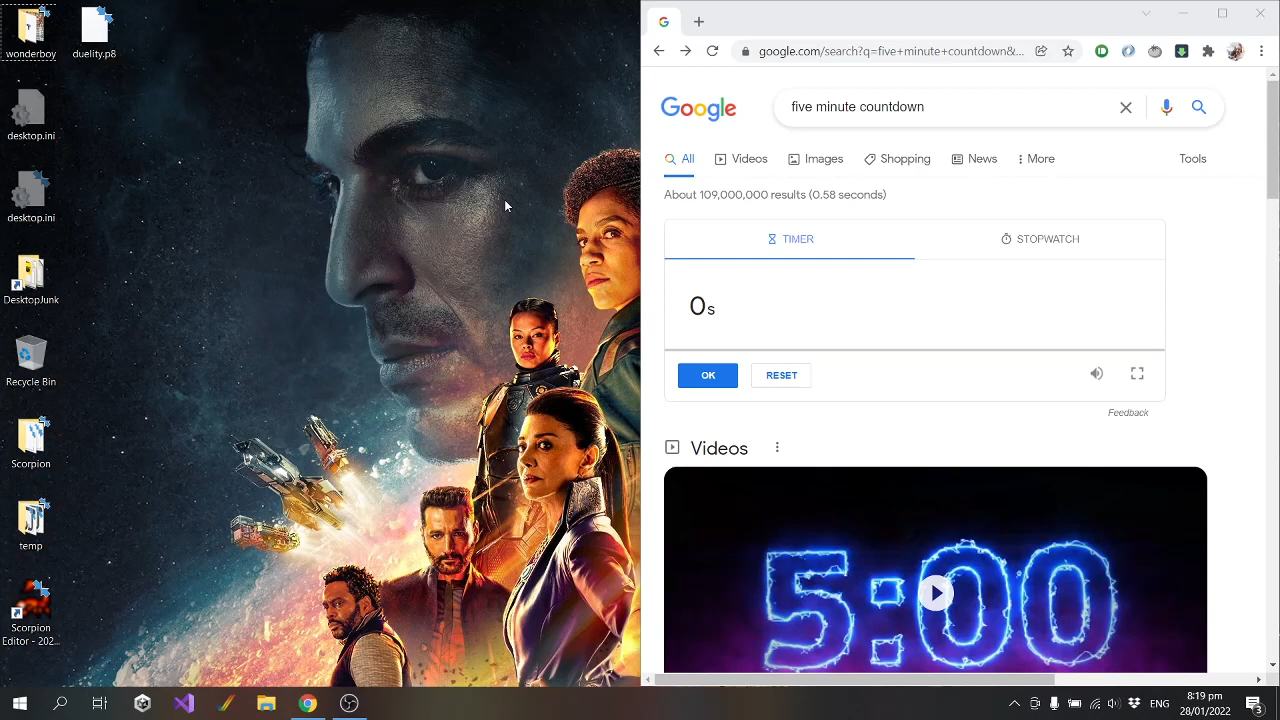 wonderboy
duelity.p8
desktop.ini
desktop.ini
DesktopJunk
Recycle Bin
Scorpion
temp
Scorpion
Editor - 202...
google.com/search?q=five+minute+countdown&...
Google
five minute countdown
All
Videos
Images
Shopping
News
More
Tools
About 109,000,000 results (0.58 seconds)
TIMER
STOPWATCH
0s
OK
RESET
Feedback
Videos
5:00
ENG
8:19 pm
28/01/2022
3